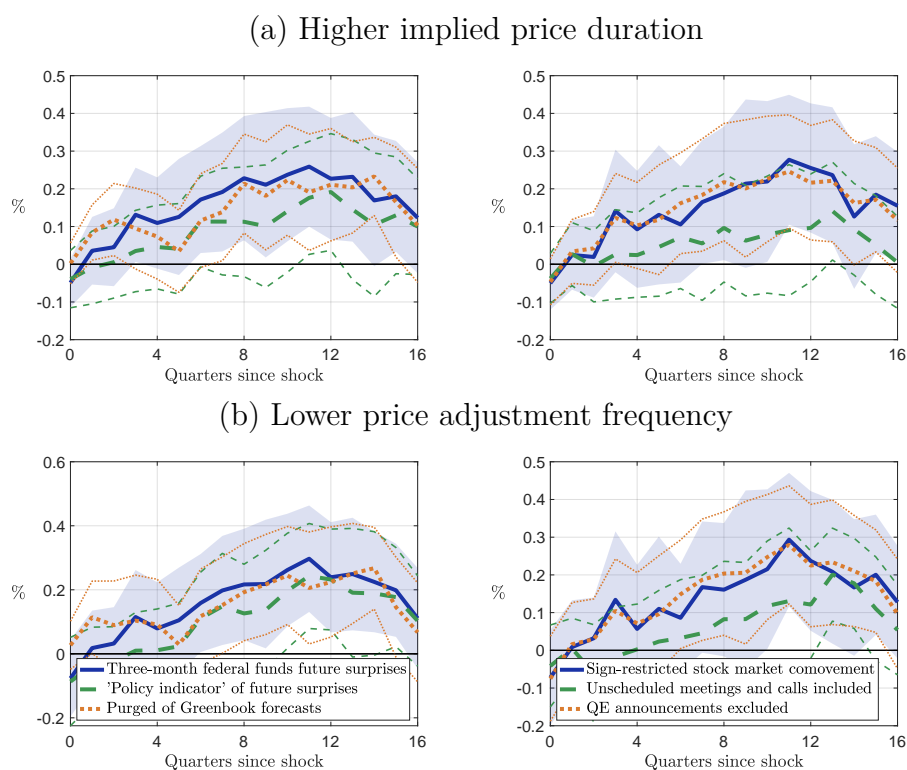 (a) Higher implied price duration
0.5
0.4
0.3
0.2
0.1
0
-0.1
-0.2
%
0 4 8 12 16
Quarters since shock
0.5
0.4
0.3
0.2
0.1
0
-0.1
-0.2
%
0 4 8 12 16
Quarters since shock
(b) Lower price adjustment frequency
0.6
0.4
0.2
0
-0.2
%
Three-month federal funds future surprises
'Policy indicator' of future surprises
Purged of Greenbook forecasts
0 4 8 12 16
Quarters since shock
0.5
0.4
0.3
0.2
0.1
0
-0.1
-0.2
%
Sign-restricted stock market comovement
Unscheduled meetings and calls included
QE announcements excluded
0 4 8 12 16
Quarters since shock